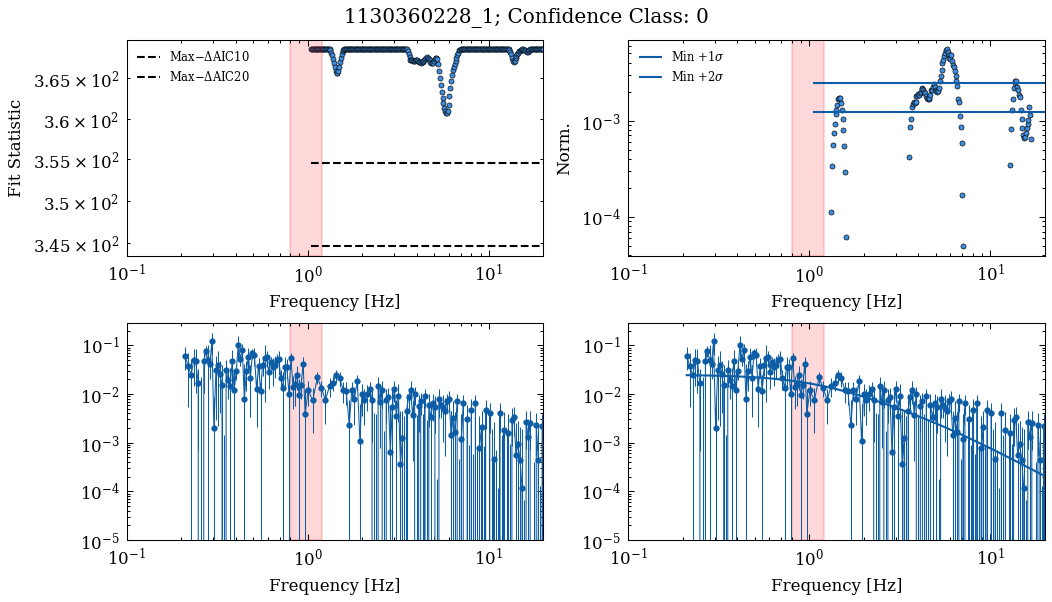 1130360228_1; Confidence Class: 0
Max−ΔAIC10
Max−ΔAIC20
Fit Statistic
3.65 × 10²
3.6 × 10²
3.55 × 10²
3.5 × 10²
3.45 × 10²
10⁻¹ 10⁰ 10¹
Frequency [Hz]
Min +1σ
Min +2σ
Norm.
10⁻³
10⁻⁴
10⁻¹ 10⁰ 10¹
Frequency [Hz]
10⁻¹
10⁻²
10⁻³
10⁻⁴
10⁻⁵
10⁻¹ 10⁰ 10¹
Frequency [Hz]
10⁻¹
10⁻²
10⁻³
10⁻⁴
10⁻⁵
10⁻¹ 10⁰ 10¹
Frequency [Hz]